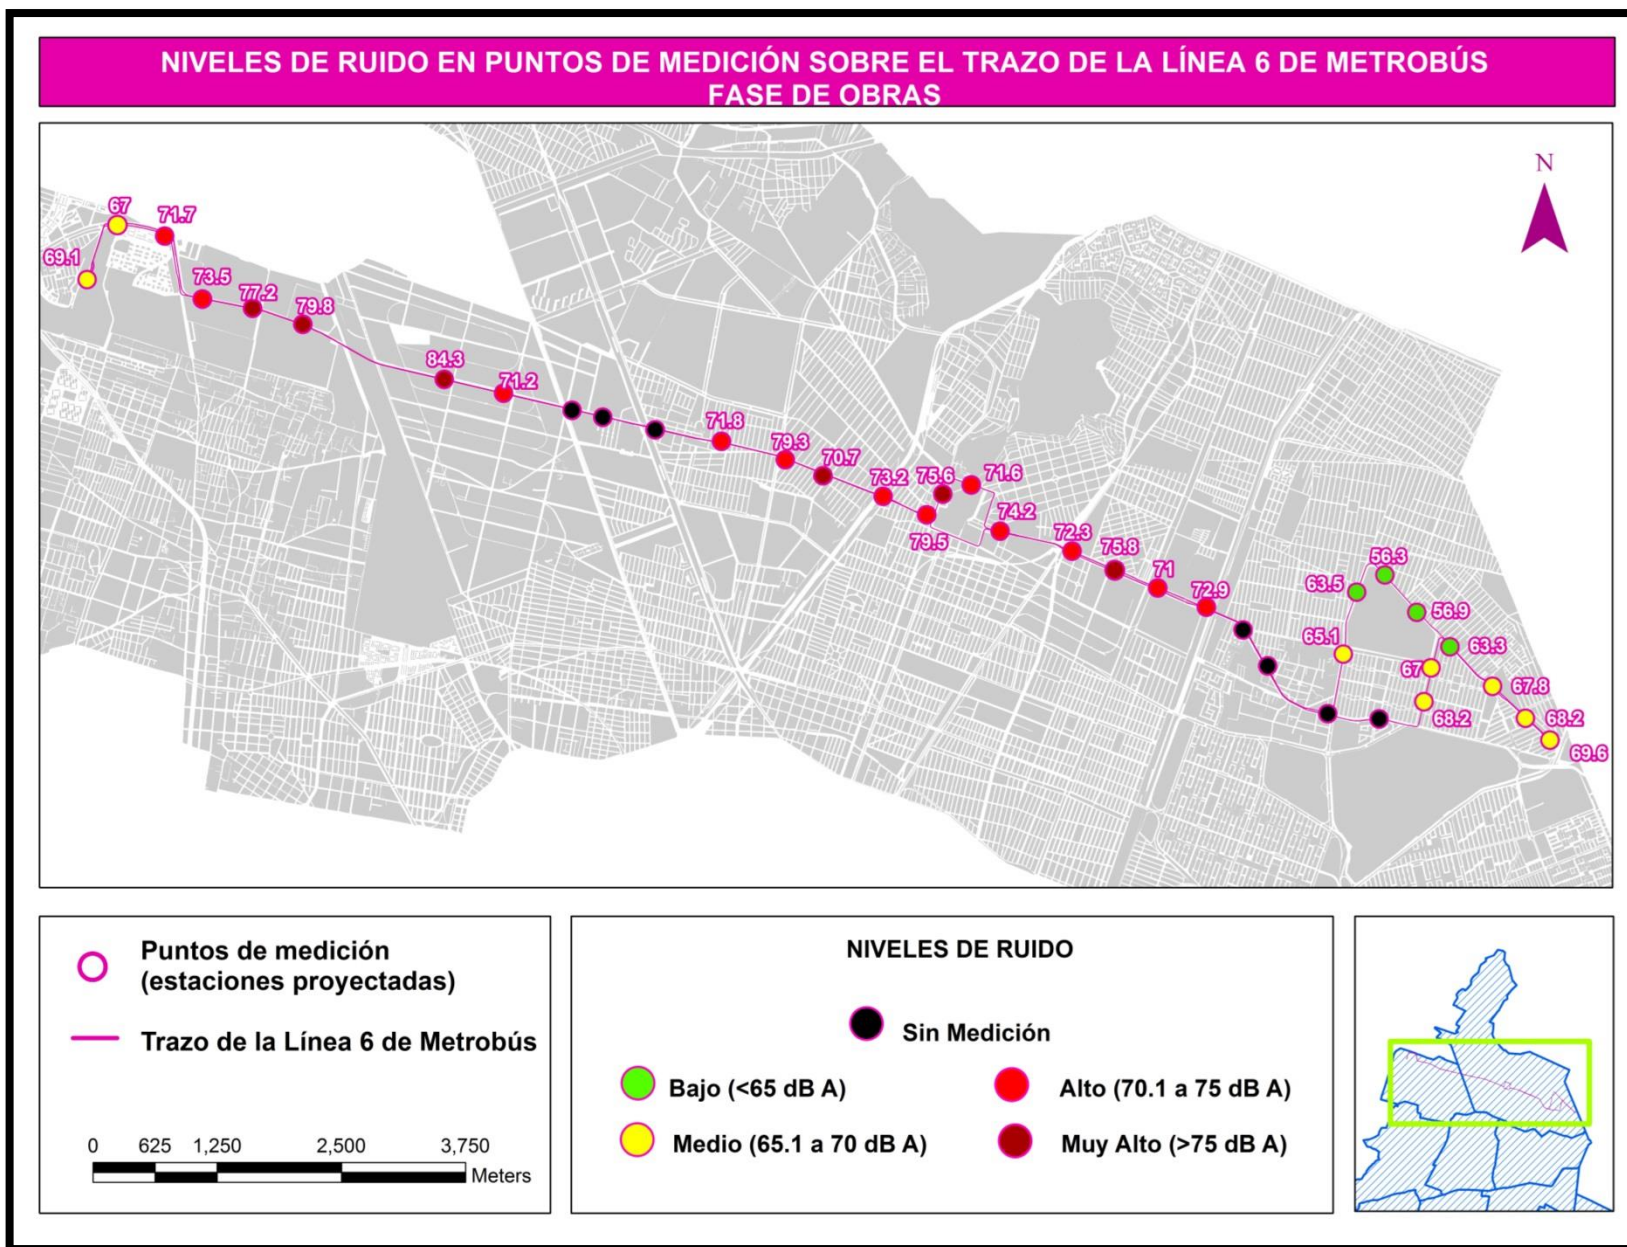 NIVELES DE RUIDO EN PUNTOS DE MEDICIÓN SOBRE EL TRAZO DE LA LÍNEA 6 DE METROBÚS
FASE DE OBRAS
N
67
71.7
69.1
73.5
77.2
79.8
84.3
71.2
71.8
79.3
70.7
73.2
75.6
71.6
79.5
74.2
72.3
75.8
71
72.9
63.5
56.3
56.9
65.1
63.3
67
67.8
68.2
68.2
69.6
Puntos de medición
(estaciones proyectadas)
Trazo de la Línea 6 de Metrobús
0 625 1,250 2,500 3,750
Meters
NIVELES DE RUIDO
Sin Medición
Bajo (<65 dB A)
Alto (70.1 a 75 dB A)
Medio (65.1 a 70 dB A)
Muy Alto (>75 dB A)